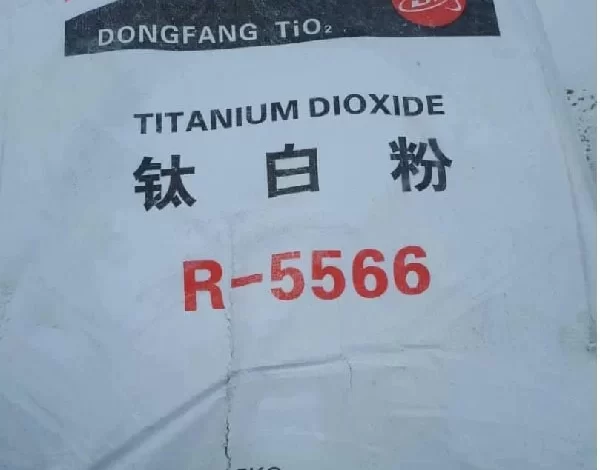 DONGFANG TiO₂
TITANIUM DIOXIDE
钛白粉
R-5566